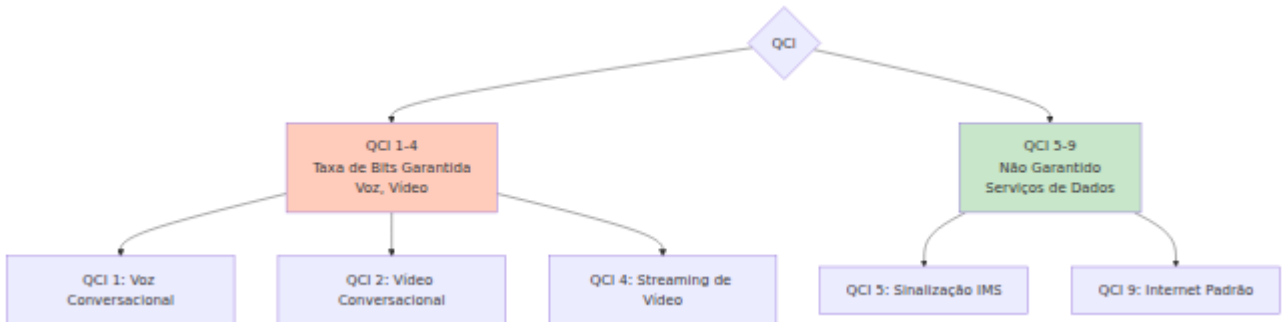 QCI
QCI 1-4
Taxa de Bits Garantida
Voz, Vídeo
QCI 5-9
Não Garantido
Serviços de Dados
QCI 1: Voz
Conversacional
QCI 2: Vídeo
Conversacional
QCI 4: Streaming de
Vídeo
QCI 5: Sinalização IMS
QCI 9: Internet Padrão